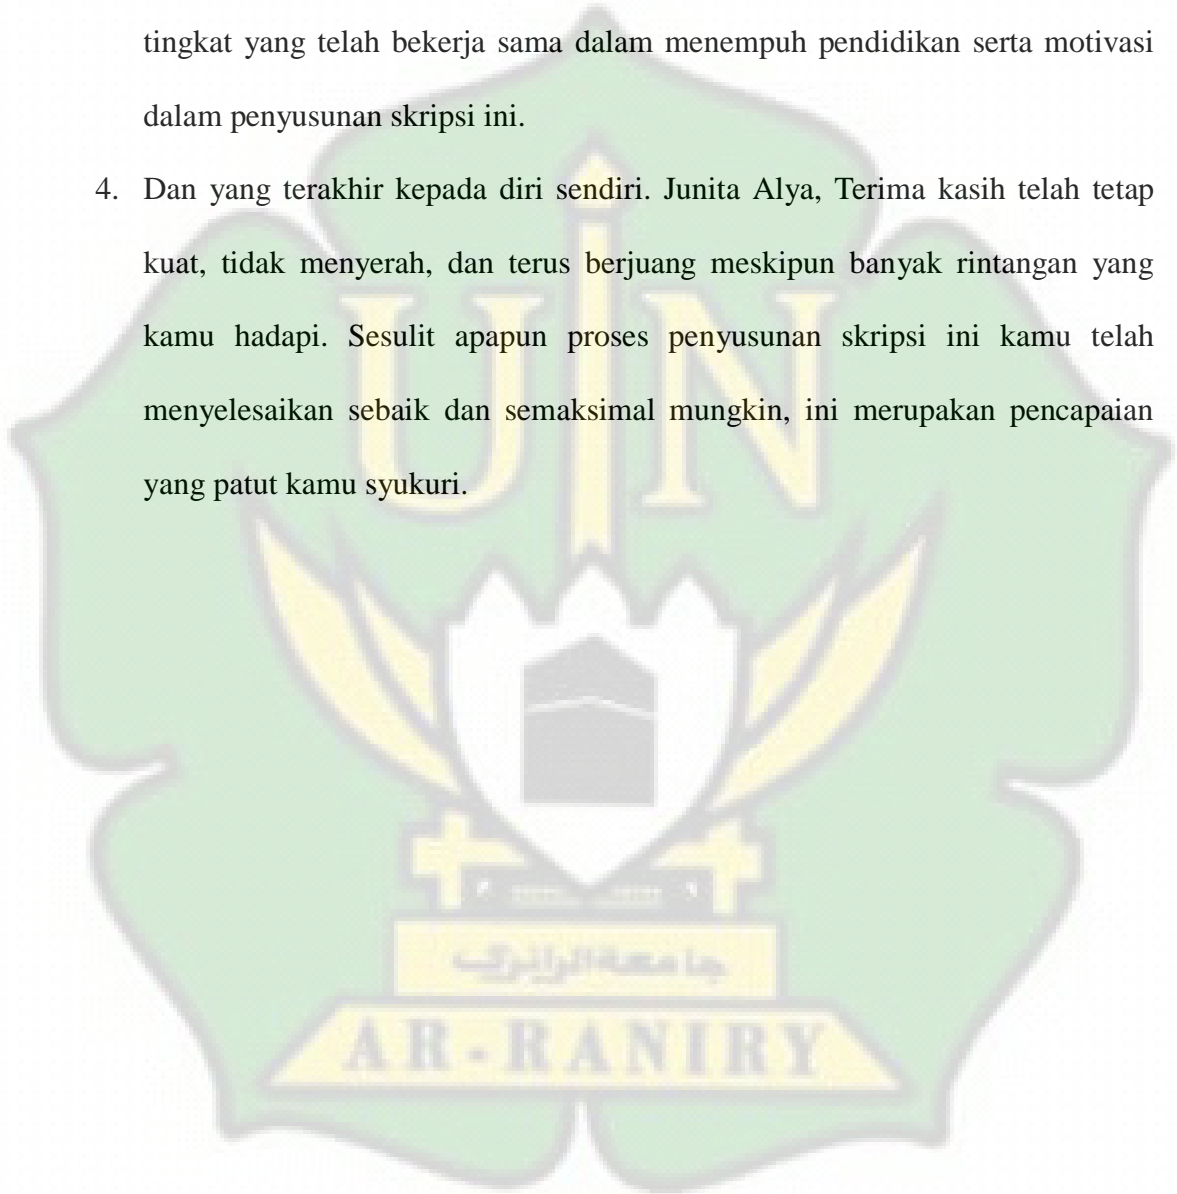 tingkat yang telah bekerja sama dalam menempuh pendidikan serta motivasi
dalam penyusunan skripsi ini.
4. Dan yang terakhir kepada diri sendiri. Junita Alya, Terima kasih telah tetap
kuat, tidak menyerah, dan terus berjuang meskipun banyak rintangan yang
kamu hadapi. Sesulit apapun proses penyusunan skripsi ini kamu telah
menyelesaikan sebaik dan semaksimal mungkin, ini merupakan pencapaian
yang patut kamu syukuri.
UIN
جامعة الرانري
AR-RANIRY